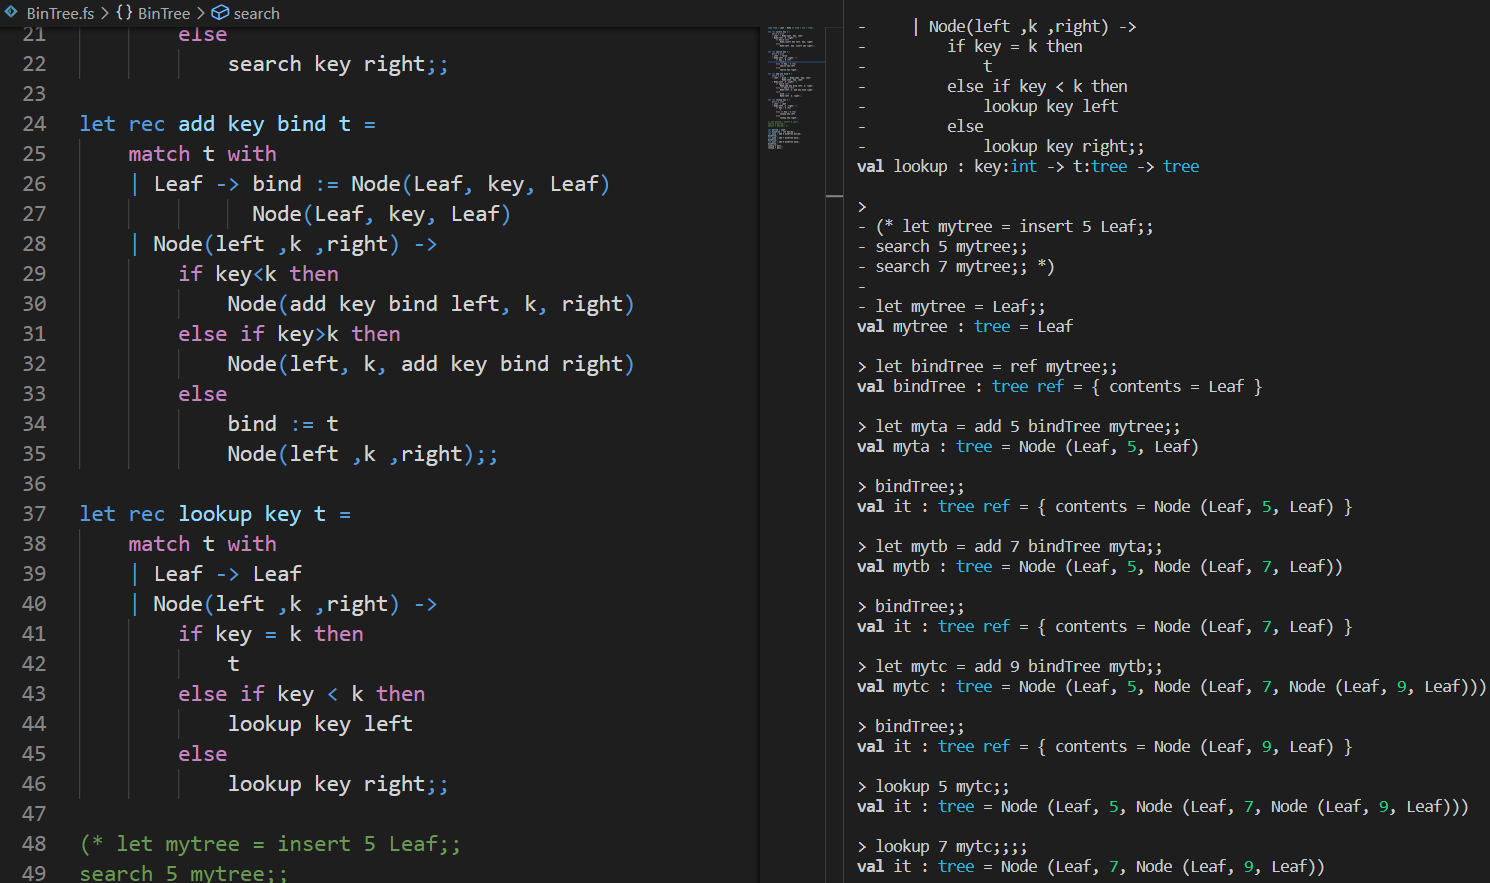 BinTree.fs > {} BinTree > search
21 else
22 search key right;;
23
24 let rec add key bind t =
25 match t with
26 | Leaf -> bind := Node(Leaf, key, Leaf)
27 Node(Leaf, key, Leaf)
28 | Node(left ,k ,right) ->
29 if key<k then
30 Node(add key bind left, k, right)
31 else if key>k then
32 Node(left, k, add key bind right)
33 else
34 bind := t
35 Node(left ,k ,right);;
36
37 let rec lookup key t =
38 match t with
39 | Leaf -> Leaf
40 | Node(left ,k ,right) ->
41 if key = k then
42 t
43 else if key < k then
44 lookup key left
45 else
46 lookup key right;;
47
48 (* let mytree = insert 5 Leaf;;
49 search 5 mytree;;
- | Node(left ,k ,right) ->
- if key = k then
- t
- else if key < k then
- lookup key left
- else
- lookup key right;;
val lookup : key:int -> t:tree -> tree
>
- (* let mytree = insert 5 Leaf;;
- search 5 mytree;;
- search 7 mytree;; *)
-
- let mytree = Leaf;;
val mytree : tree = Leaf
> let bindTree = ref mytree;;
val bindTree : tree ref = { contents = Leaf }
> let myta = add 5 bindTree mytree;;
val myta : tree = Node (Leaf, 5, Leaf)
> bindTree;;
val it : tree ref = { contents = Node (Leaf, 5, Leaf) }
> let mytb = add 7 bindTree myta;;
val mytb : tree = Node (Leaf, 5, Node (Leaf, 7, Leaf))
> bindTree;;
val it : tree ref = { contents = Node (Leaf, 7, Leaf) }
> let mytc = add 9 bindTree mytb;;
val mytc : tree = Node (Leaf, 5, Node (Leaf, 7, Node (Leaf, 9, Leaf)))
> bindTree;;
val it : tree ref = { contents = Node (Leaf, 9, Leaf) }
> lookup 5 mytc;;
val it : tree = Node (Leaf, 5, Node (Leaf, 7, Node (Leaf, 9, Leaf)))
> lookup 7 mytc;;;;
val it : tree = Node (Leaf, 7, Node (Leaf, 9, Leaf))